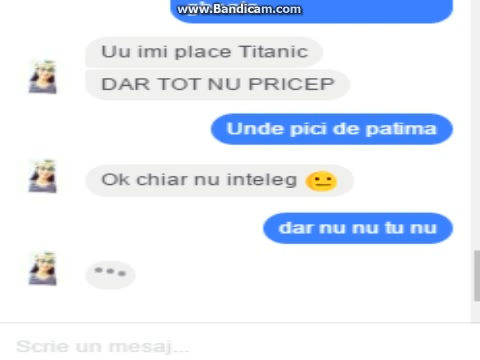 www.Bandicam.com
Uu imi place Titanic
DAR TOT NU PRICEP
Unde pici de patima
Ok chiar nu inteleg 😐
dar nu nu tu nu
Scrie un mesaj...